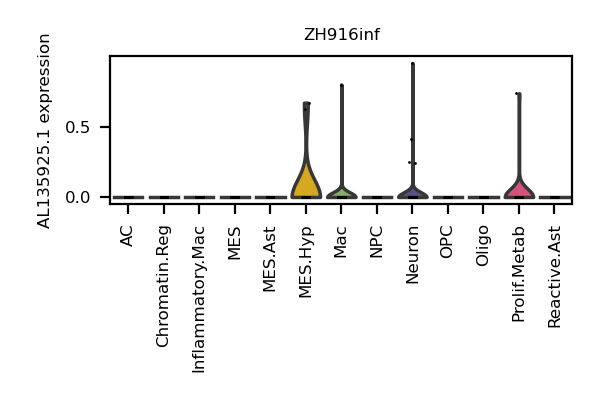 ZH916inf
AL135925.1 expression
0.5
0.0
AC
Chromatin.Reg
Inflammatory.Mac
MES
MES.Ast
MES.Hyp
Mac
NPC
Neuron
OPC
Oligo
Prolif.Metab
Reactive.Ast